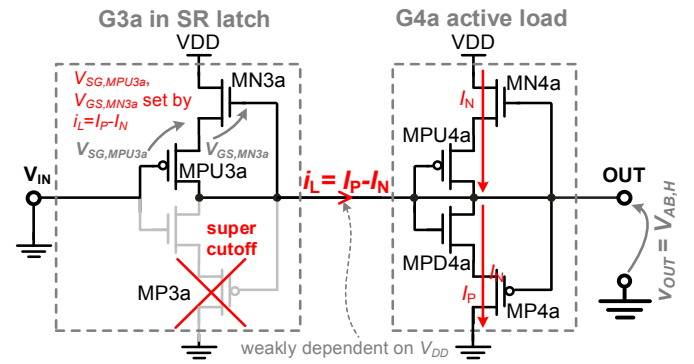 G3a in SR latch
G4a active load
VDD
VDD
V_SG,MPU3a,
V_GS,MN3a set by
i_L=I_P-I_N
MN3a
I_N
MN4a
V_SG,MPU3a
V_GS,MN3a
MPU4a
V_IN
MPU3a
i_L= I_P-I_N
OUT
super
cutoff
MPD4a
I_N
MP3a
I_P
MP4a
v_OUT = V_AB,H
weakly dependent on V_DD